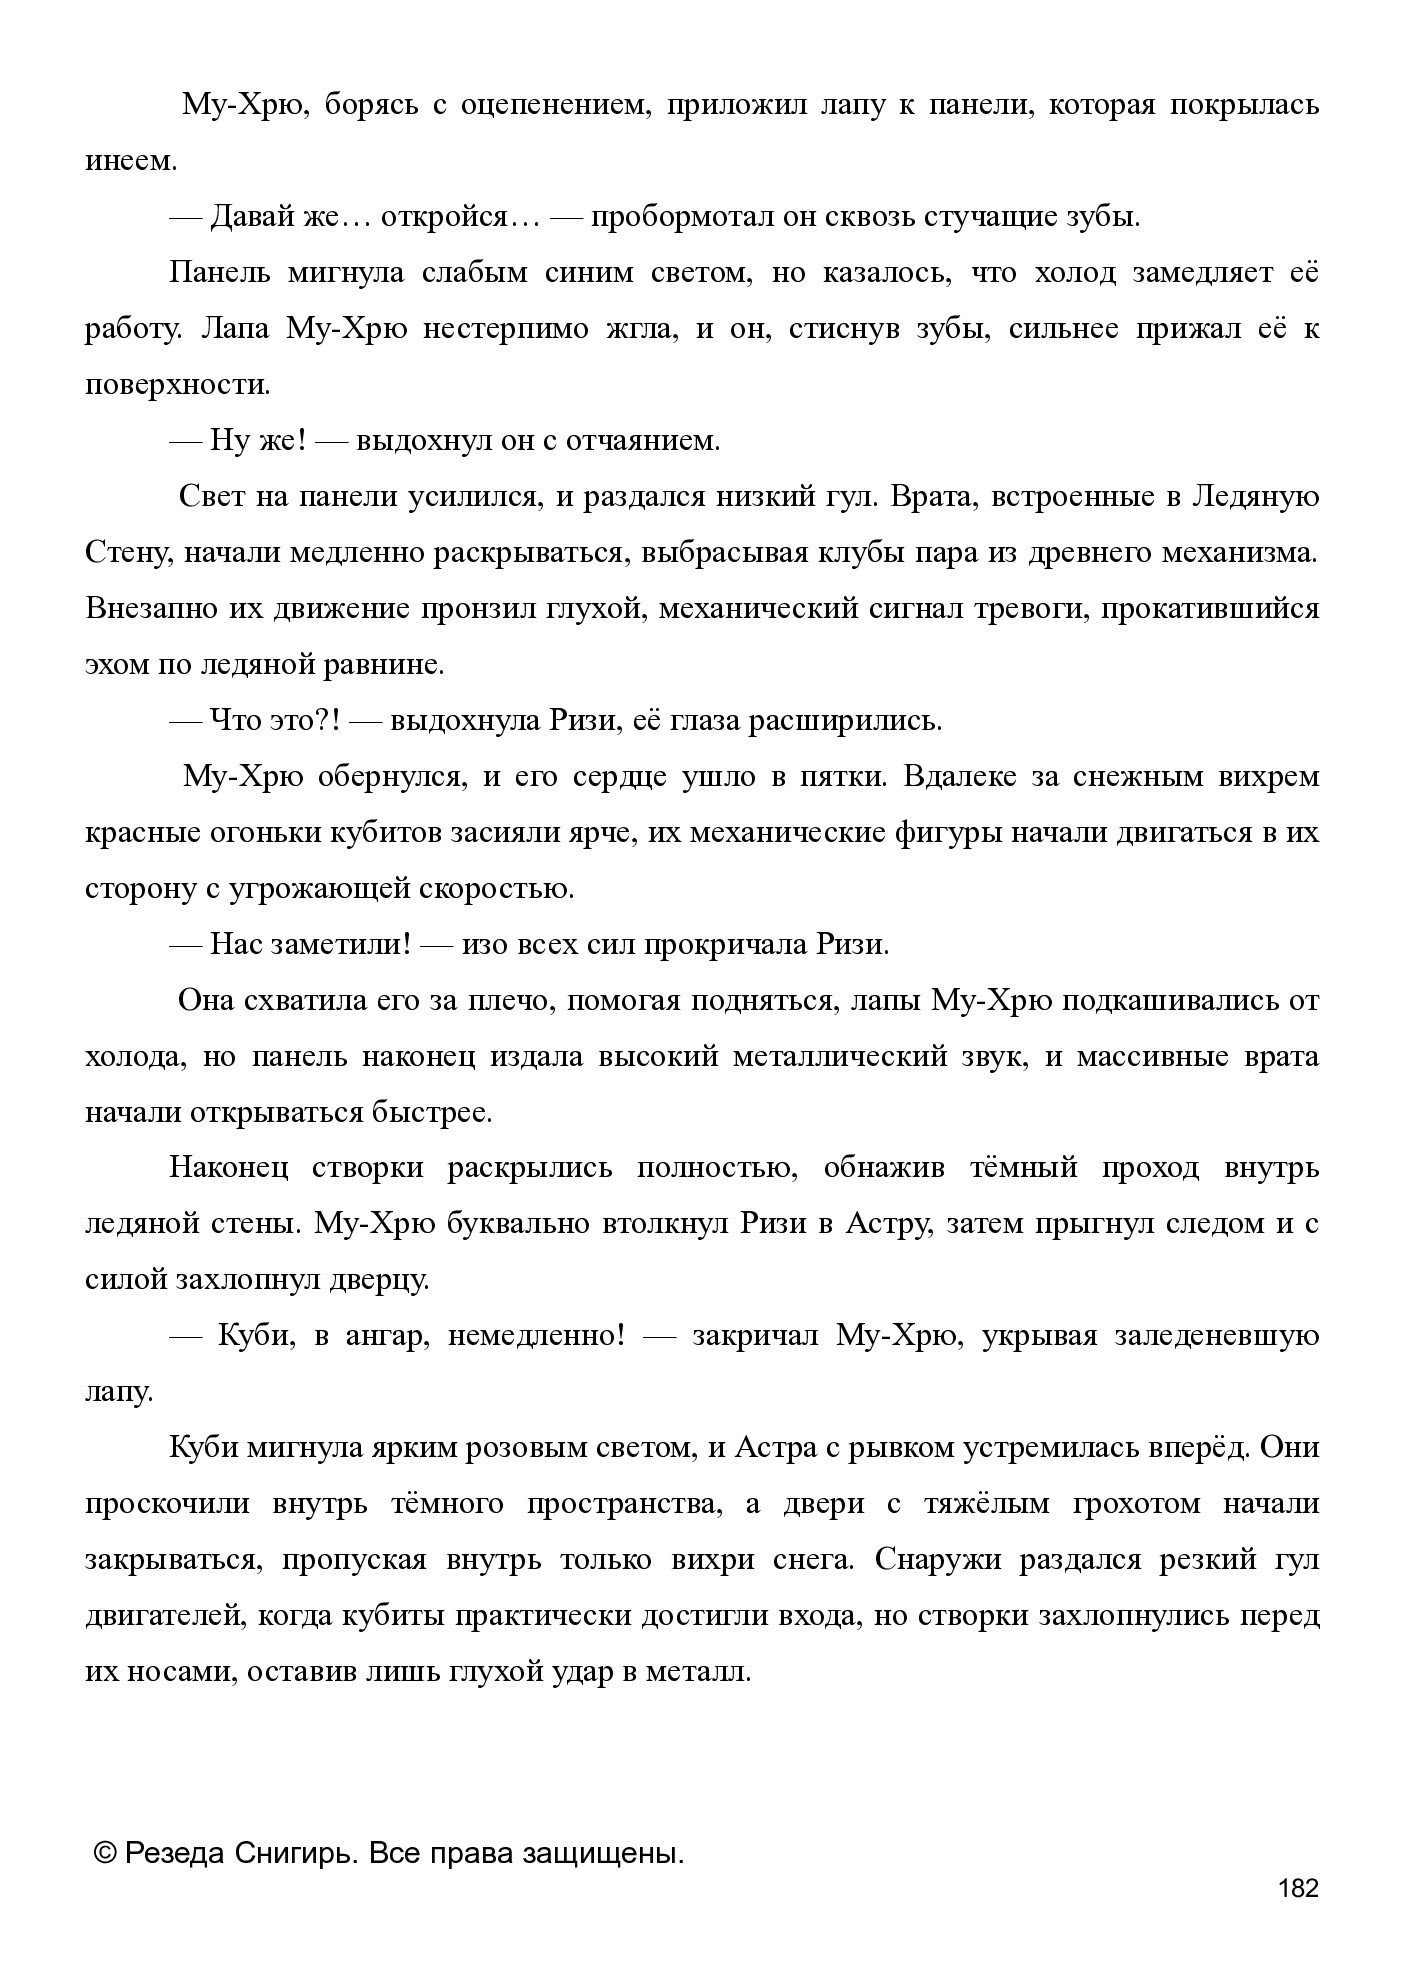 Му-Хрю, борясь с оцепенением, приложил лапу к панели, которая покрылась
инеем.
— Давай же… откройся… — пробормотал он сквозь стучащие зубы.
Панель мигнула слабым синим светом, но казалось, что холод замедляет её
работу. Лапа Му-Хрю нестерпимо жгла, и он, стиснув зубы, сильнее прижал её к
поверхности.
— Ну же! — выдохнул он с отчаянием.
Свет на панели усилился, и раздался низкий гул. Врата, встроенные в Ледяную
Стену, начали медленно раскрываться, выбрасывая клубы пара из древнего механизма.
Внезапно их движение пронзил глухой, механический сигнал тревоги, прокатившийся
эхом по ледяной равнине.
— Что это?! — выдохнула Ризи, её глаза расширились.
Му-Хрю обернулся, и его сердце ушло в пятки. Вдалеке за снежным вихрем
красные огоньки кубитов засияли ярче, их механические фигуры начали двигаться в их
сторону с угрожающей скоростью.
— Нас заметили! — изо всех сил прокричала Ризи.
Она схватила его за плечо, помогая подняться, лапы Му-Хрю подкашивались от
холода, но панель наконец издала высокий металлический звук, и массивные врата
начали открываться быстрее.
Наконец створки раскрылись полностью, обнажив тёмный проход внутрь
ледяной стены. Му-Хрю буквально втолкнул Ризи в Астру, затем прыгнул следом и с
силой захлопнул дверцу.
— Куби, в ангар, немедленно! — закричал Му-Хрю, укрывая заледеневшую
лапу.
Куби мигнула ярким розовым светом, и Астра с рывком устремилась вперёд. Они
проскочили внутрь тёмного пространства, а двери с тяжёлым грохотом начали
закрываться, пропуская внутрь только вихри снега. Снаружи раздался резкий гул
двигателей, когда кубиты практически достигли входа, но створки захлопнулись перед
их носами, оставив лишь глухой удар в металл.
© Резеда Снигирь. Все права защищены.
182